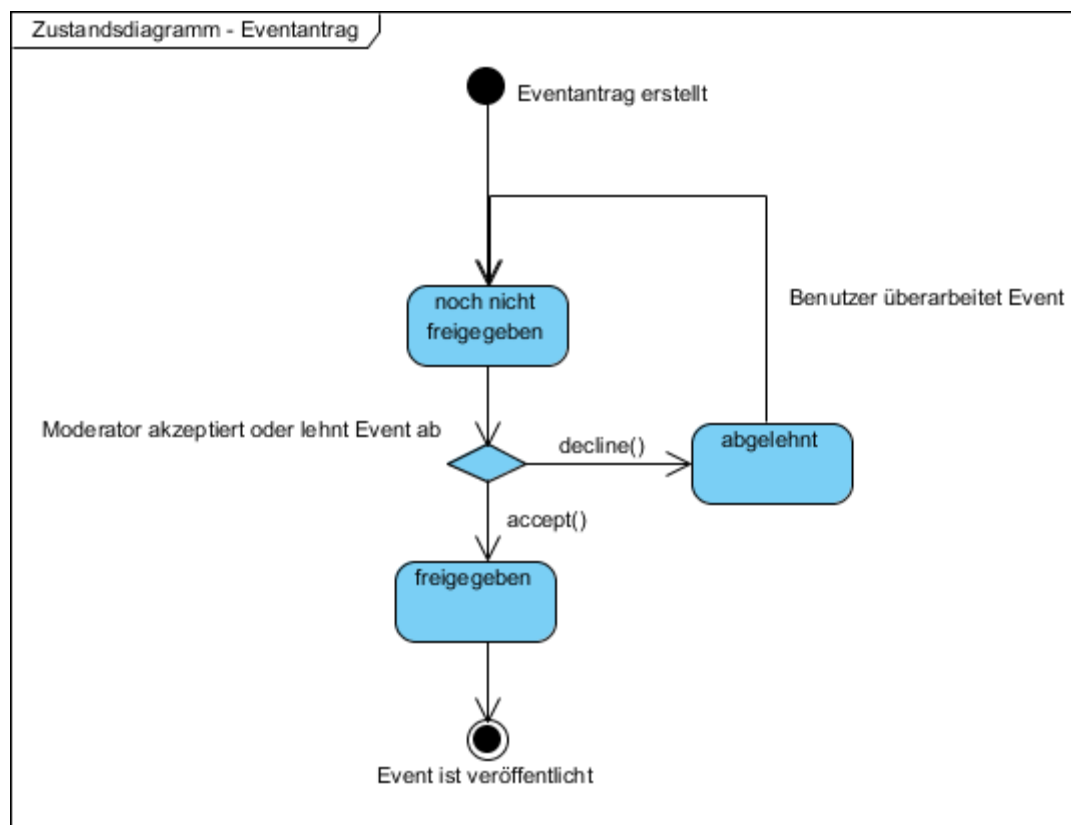 Zustandsdiagramm - Eventantrag
Eventantrag erstellt
noch nicht
freigegeben
Benutzer überarbeitet Event
Moderator akzeptiert oder lehnt Event ab
decline()
abgelehnt
accept()
freigegeben
Event ist veröffentlicht